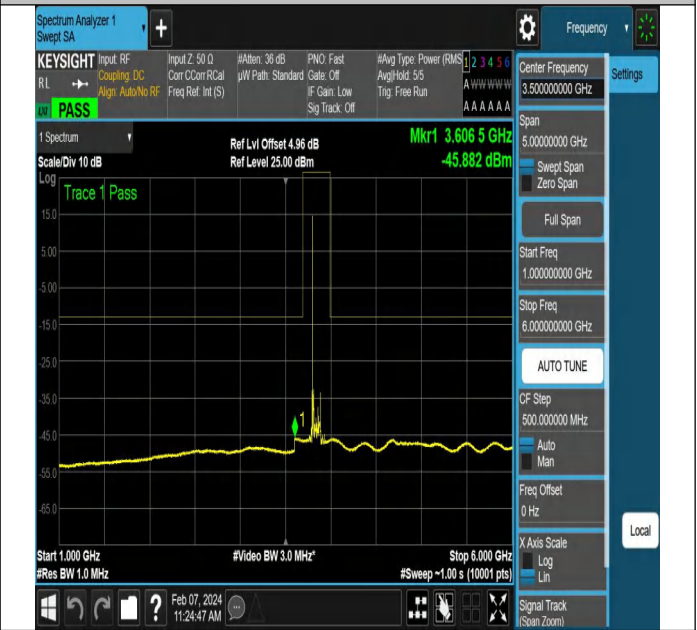 Spectrum Analyzer 1
Swept SA
Frequency
KEYSIGHT
RL
PASS
Input: RF
Coupling: DC
Align: Auto/No RF
Input Z: 50 Ω
Corr CCorr RCal
Freq Ref: Int (S)
#Atten: 36 dB
µW Path: Standard
PNO: Fast
Gate: Off
IF Gain: Low
Sig Track: Off
#Avg Type: Power (RMS
Avg|Hold: 5/5
Trig: Free Run
1 2 3 4 5 6
A W W W W W
A A A A A A
1 Spectrum
Scale/Div 10 dB
Log
Ref Lvl Offset 4.96 dB
Ref Level 25.00 dBm
Mkr1 3.606 5 GHz
-45.882 dBm
Trace 1 Pass
15.0
5.00
-5.00
-15.0
-25.0
-35.0
-45.0
-55.0
-65.0
1
Start 1.000 GHz
#Res BW 1.0 MHz
#Video BW 3.0 MHz*
Stop 6.000 GHz
#Sweep ~1.00 s (10001 pts)
Feb 07, 2024
11:24:47 AM
Center Frequency
3.500000000 GHz
Span
5.00000000 GHz
Swept Span
Zero Span
Full Span
Start Freq
1.000000000 GHz
Stop Freq
6.000000000 GHz
AUTO TUNE
CF Step
500.000000 MHz
Auto
Man
Freq Offset
0 Hz
X Axis Scale
Log
Lin
Signal Track
(Span Zoom)
Settings
Local